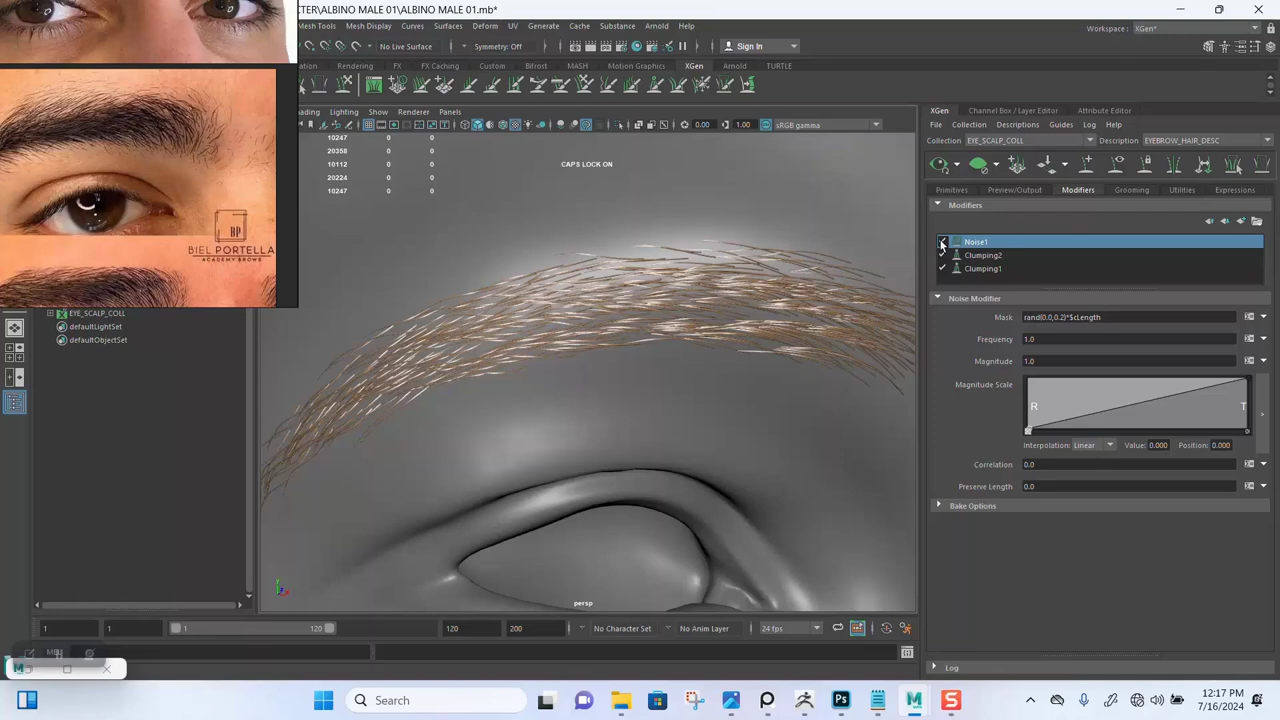 CTER\ALBINO MALE 01\ALBINO MALE 01.mb*
Mesh Tools Mesh Display Curves Surfaces Deform UV Generate Cache Stereo Arnold Help
Workspace : XGen*
No Live Surface Symmetry: Off Sign In
Rendering FX FX Caching Custom Bifrost MASH Motion Graphics XGen Arnold TURTLE
Lighting Show Renderer Panels
0.00 1.00 sRGB gamma
10247 0 0
20358 0 0
10112 0 0
20224 0 0
10247 0 0
CAPS LOCK ON
BP
BIEL PORTELLA
ACADEMY BROWS
EYE_SCALP_COLL
defaultLightSet
defaultObjectSet
persp
XGen Channel Box / Layer Editor Attribute Editor
File Collection Descriptions Guides Log Help
Collection EYE_SCALP_COLL Description EYEBROW_HAIR_DESC
Primitives Preview/Output Modifiers Grooming Utilities Expressions
Modifiers
Noise1
Clumping2
Clumping1
Noise Modifier
Mask rand(0.0,0.2)*$cLength
Frequency 1.0
Magnitude 1.0
Magnitude Scale
R T
Interpolation: Linear Value: 0.000 Position: 0.000
Correlation 0.0
Preserve Length 0.0
Bake Options
Log
1 1 1 120 120 200 No Character Set No Anim Layer 24 fps
Search
12:17 PM
7/16/2024